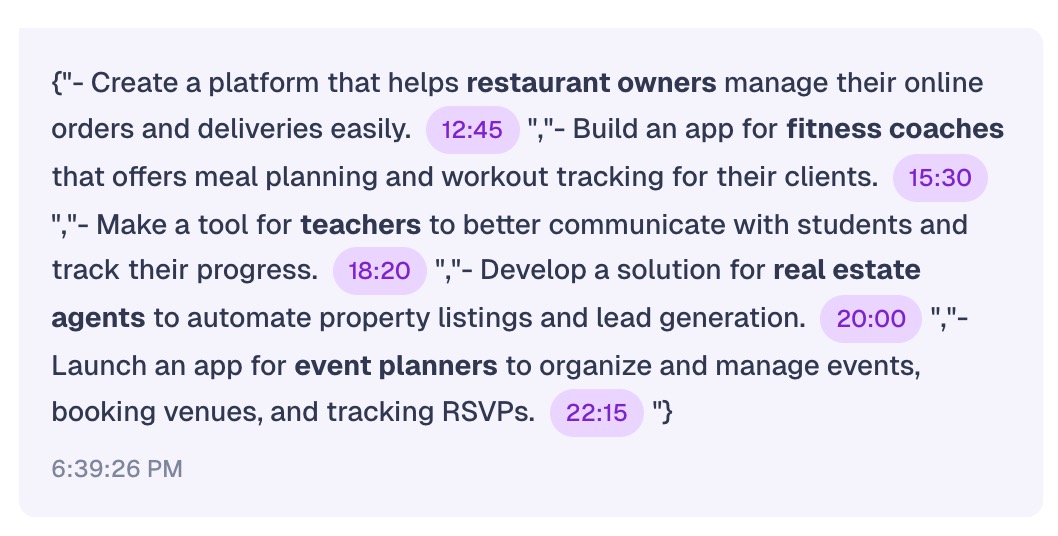 {"- Create a platform that helps restaurant owners manage their online
orders and deliveries easily. 12:45 ","- Build an app for fitness coaches
that offers meal planning and workout tracking for their clients. 15:30
","- Make a tool for teachers to better communicate with students and
track their progress. 18:20 ","- Develop a solution for real estate
agents to automate property listings and lead generation. 20:00 ","-
Launch an app for event planners to organize and manage events,
booking venues, and tracking RSVPs. 22:15 "}
6:39:26 PM